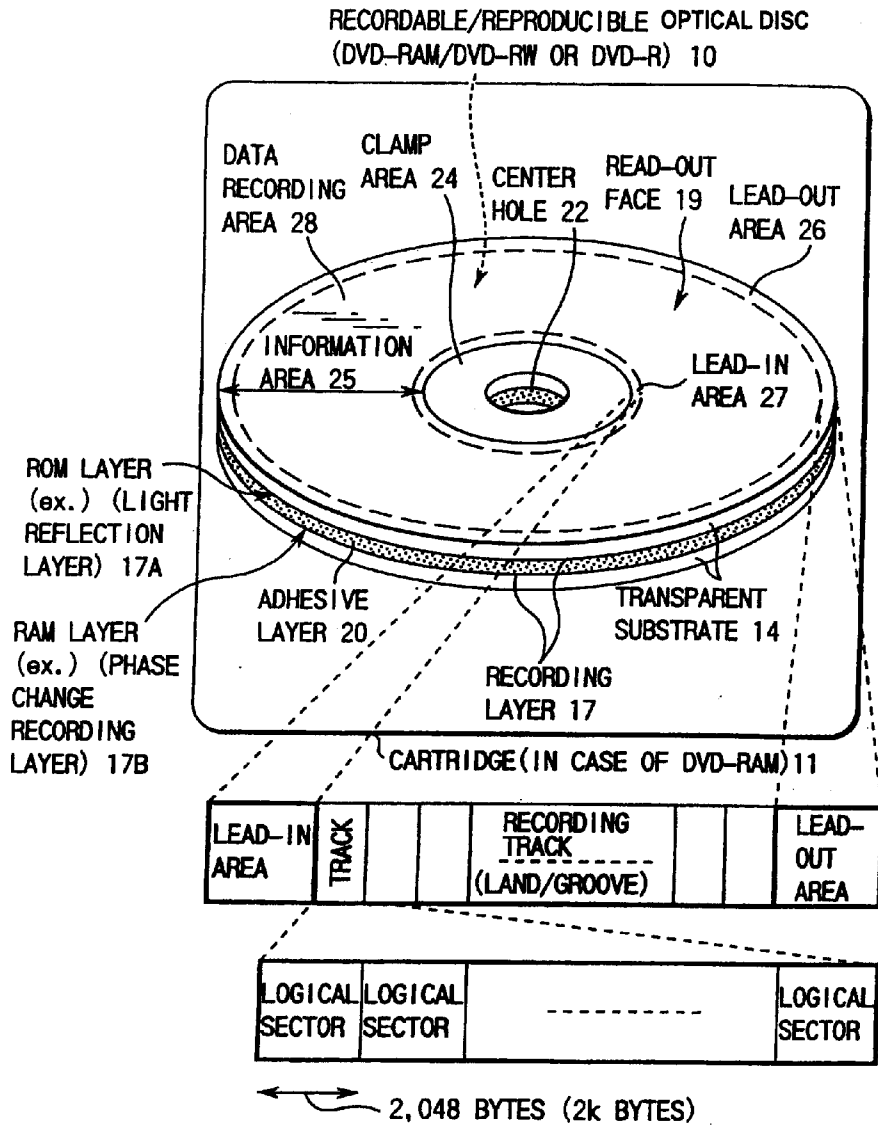 RECORDABLE/REPRODUCIBLE OPTICAL DISC
(DVD-RAM/DVD-RW OR DVD-R) 10
DATA
RECORDING
AREA 28
CLAMP
AREA 24
CENTER
HOLE 22
READ-OUT
FACE 19
LEAD-OUT
AREA 26
INFORMATION
AREA 25
LEAD-IN
AREA 27
ROM LAYER
(ex.) (LIGHT
REFLECTION
LAYER) 17A
RAM LAYER
(ex.) (PHASE
CHANGE
RECORDING
LAYER) 17B
ADHESIVE
LAYER 20
TRANSPARENT
SUBSTRATE 14
RECORDING
LAYER 17
CARTRIDGE(IN CASE OF DVD-RAM)11
LEAD-IN
AREA
TRACK
RECORDING
TRACK
(LAND/GROOVE)
LEAD-
OUT
AREA
LOGICAL
SECTOR
LOGICAL
SECTOR
LOGICAL
SECTOR
2,048 BYTES (2k BYTES)